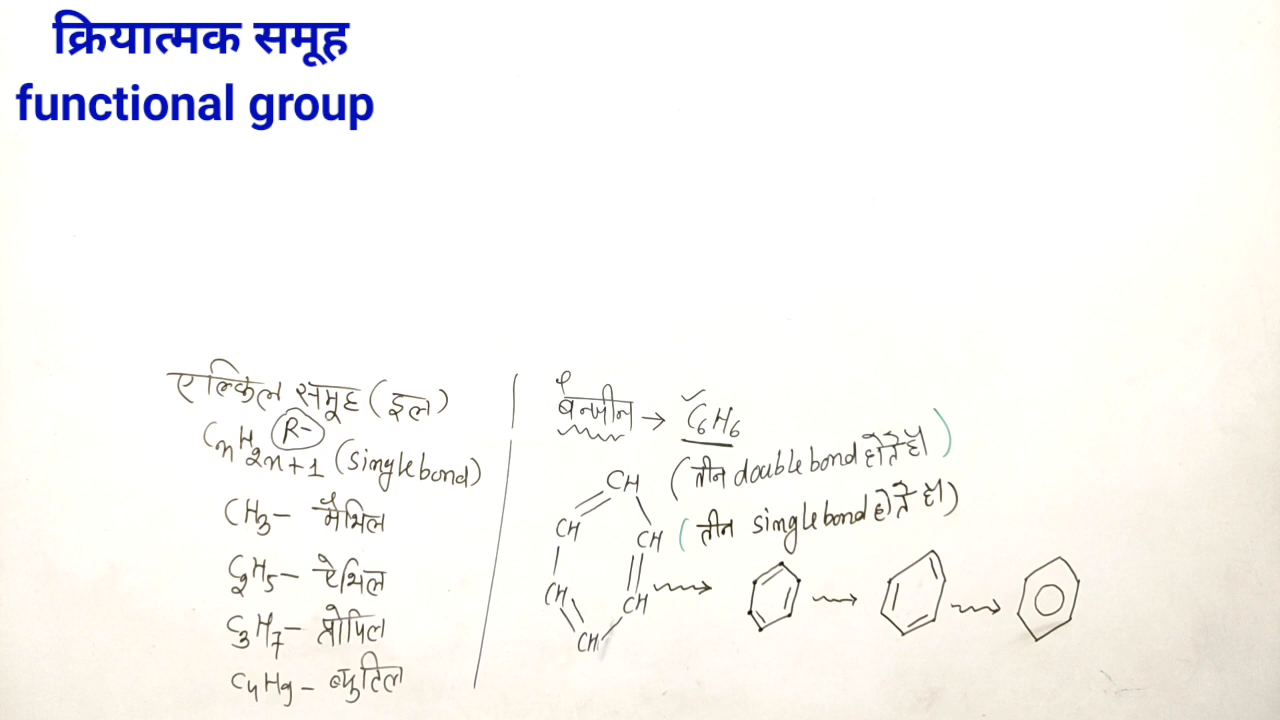 क्रियात्मक समूह
functional group
एल्किल समूह (इल)
R-
CnH2n+1 (single bond)
CH3- मैथिल
C2H5- ऐथिल
C3H7- प्रोपिल
C4H9- ब्युटिल
बेनजीन → C6H6
(तीन double bond होते हैं)
(तीन single bond होते हैं)
CH
CH
CH
CH
CH
CH